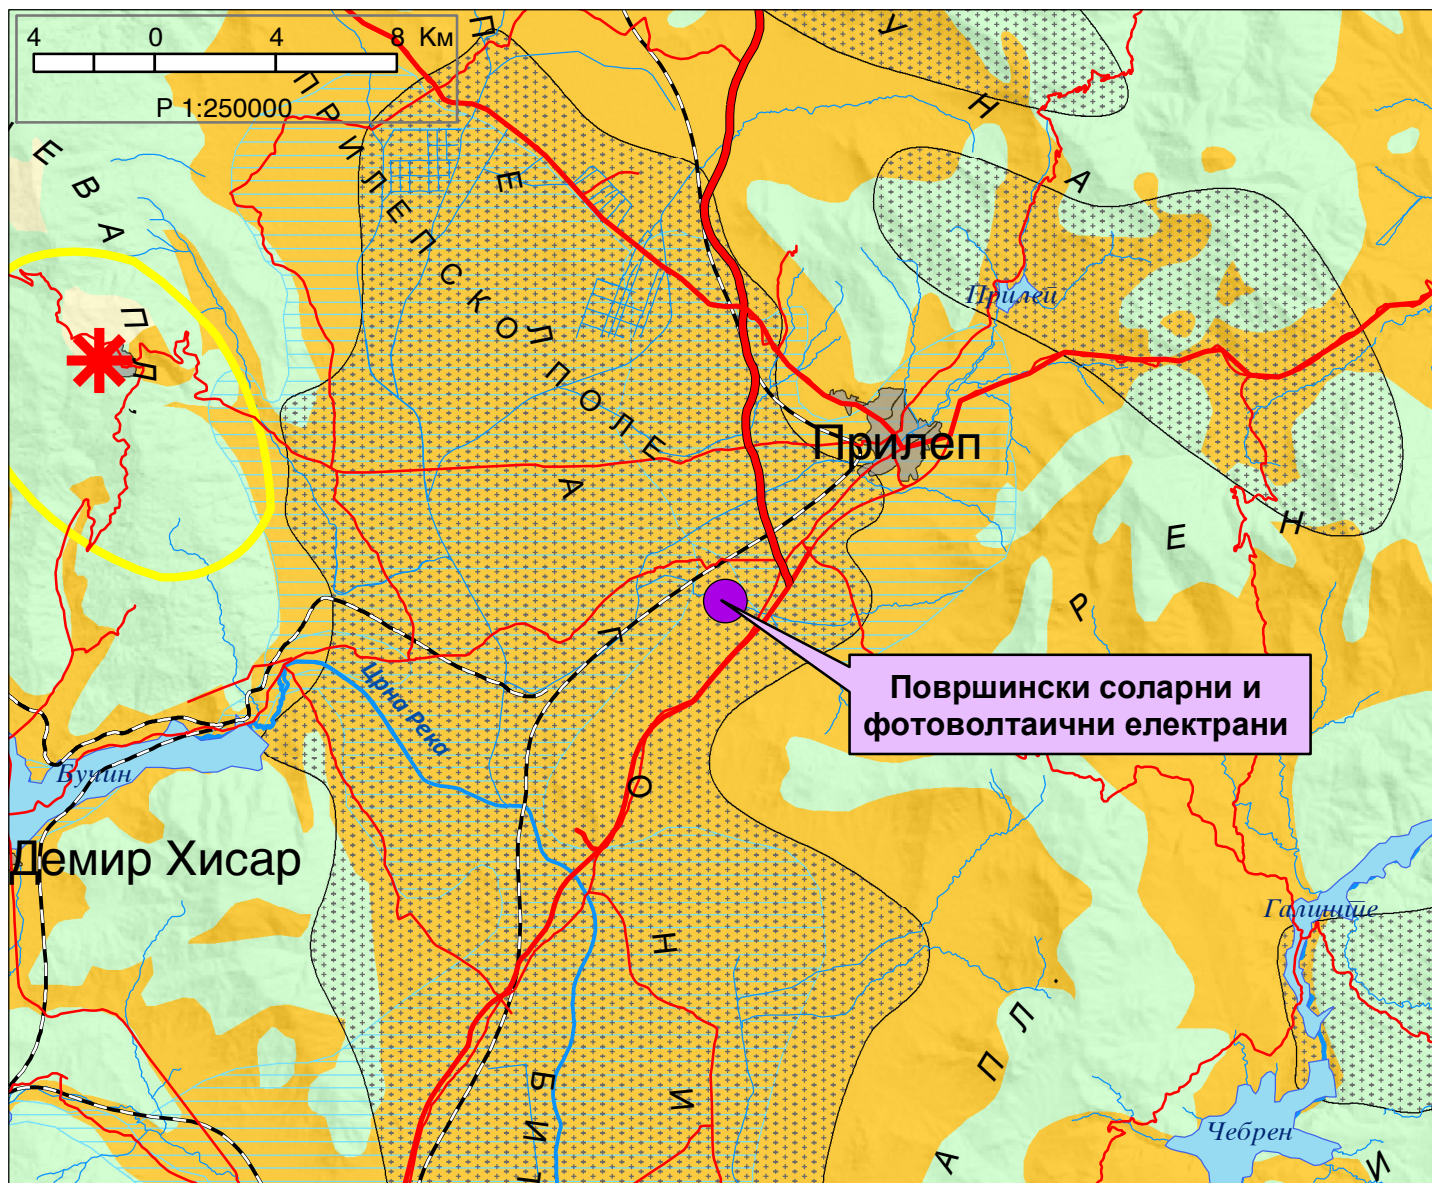 4 0 4 8 Км
Р 1:250000
ПРИЛЕПСКО ПОЛЕ
Прилеп
Прилеп
Површински соларни и
фотоволтаични електрани
Црна Река
Бучин
Демир Хисар
Галиште
Чебрен